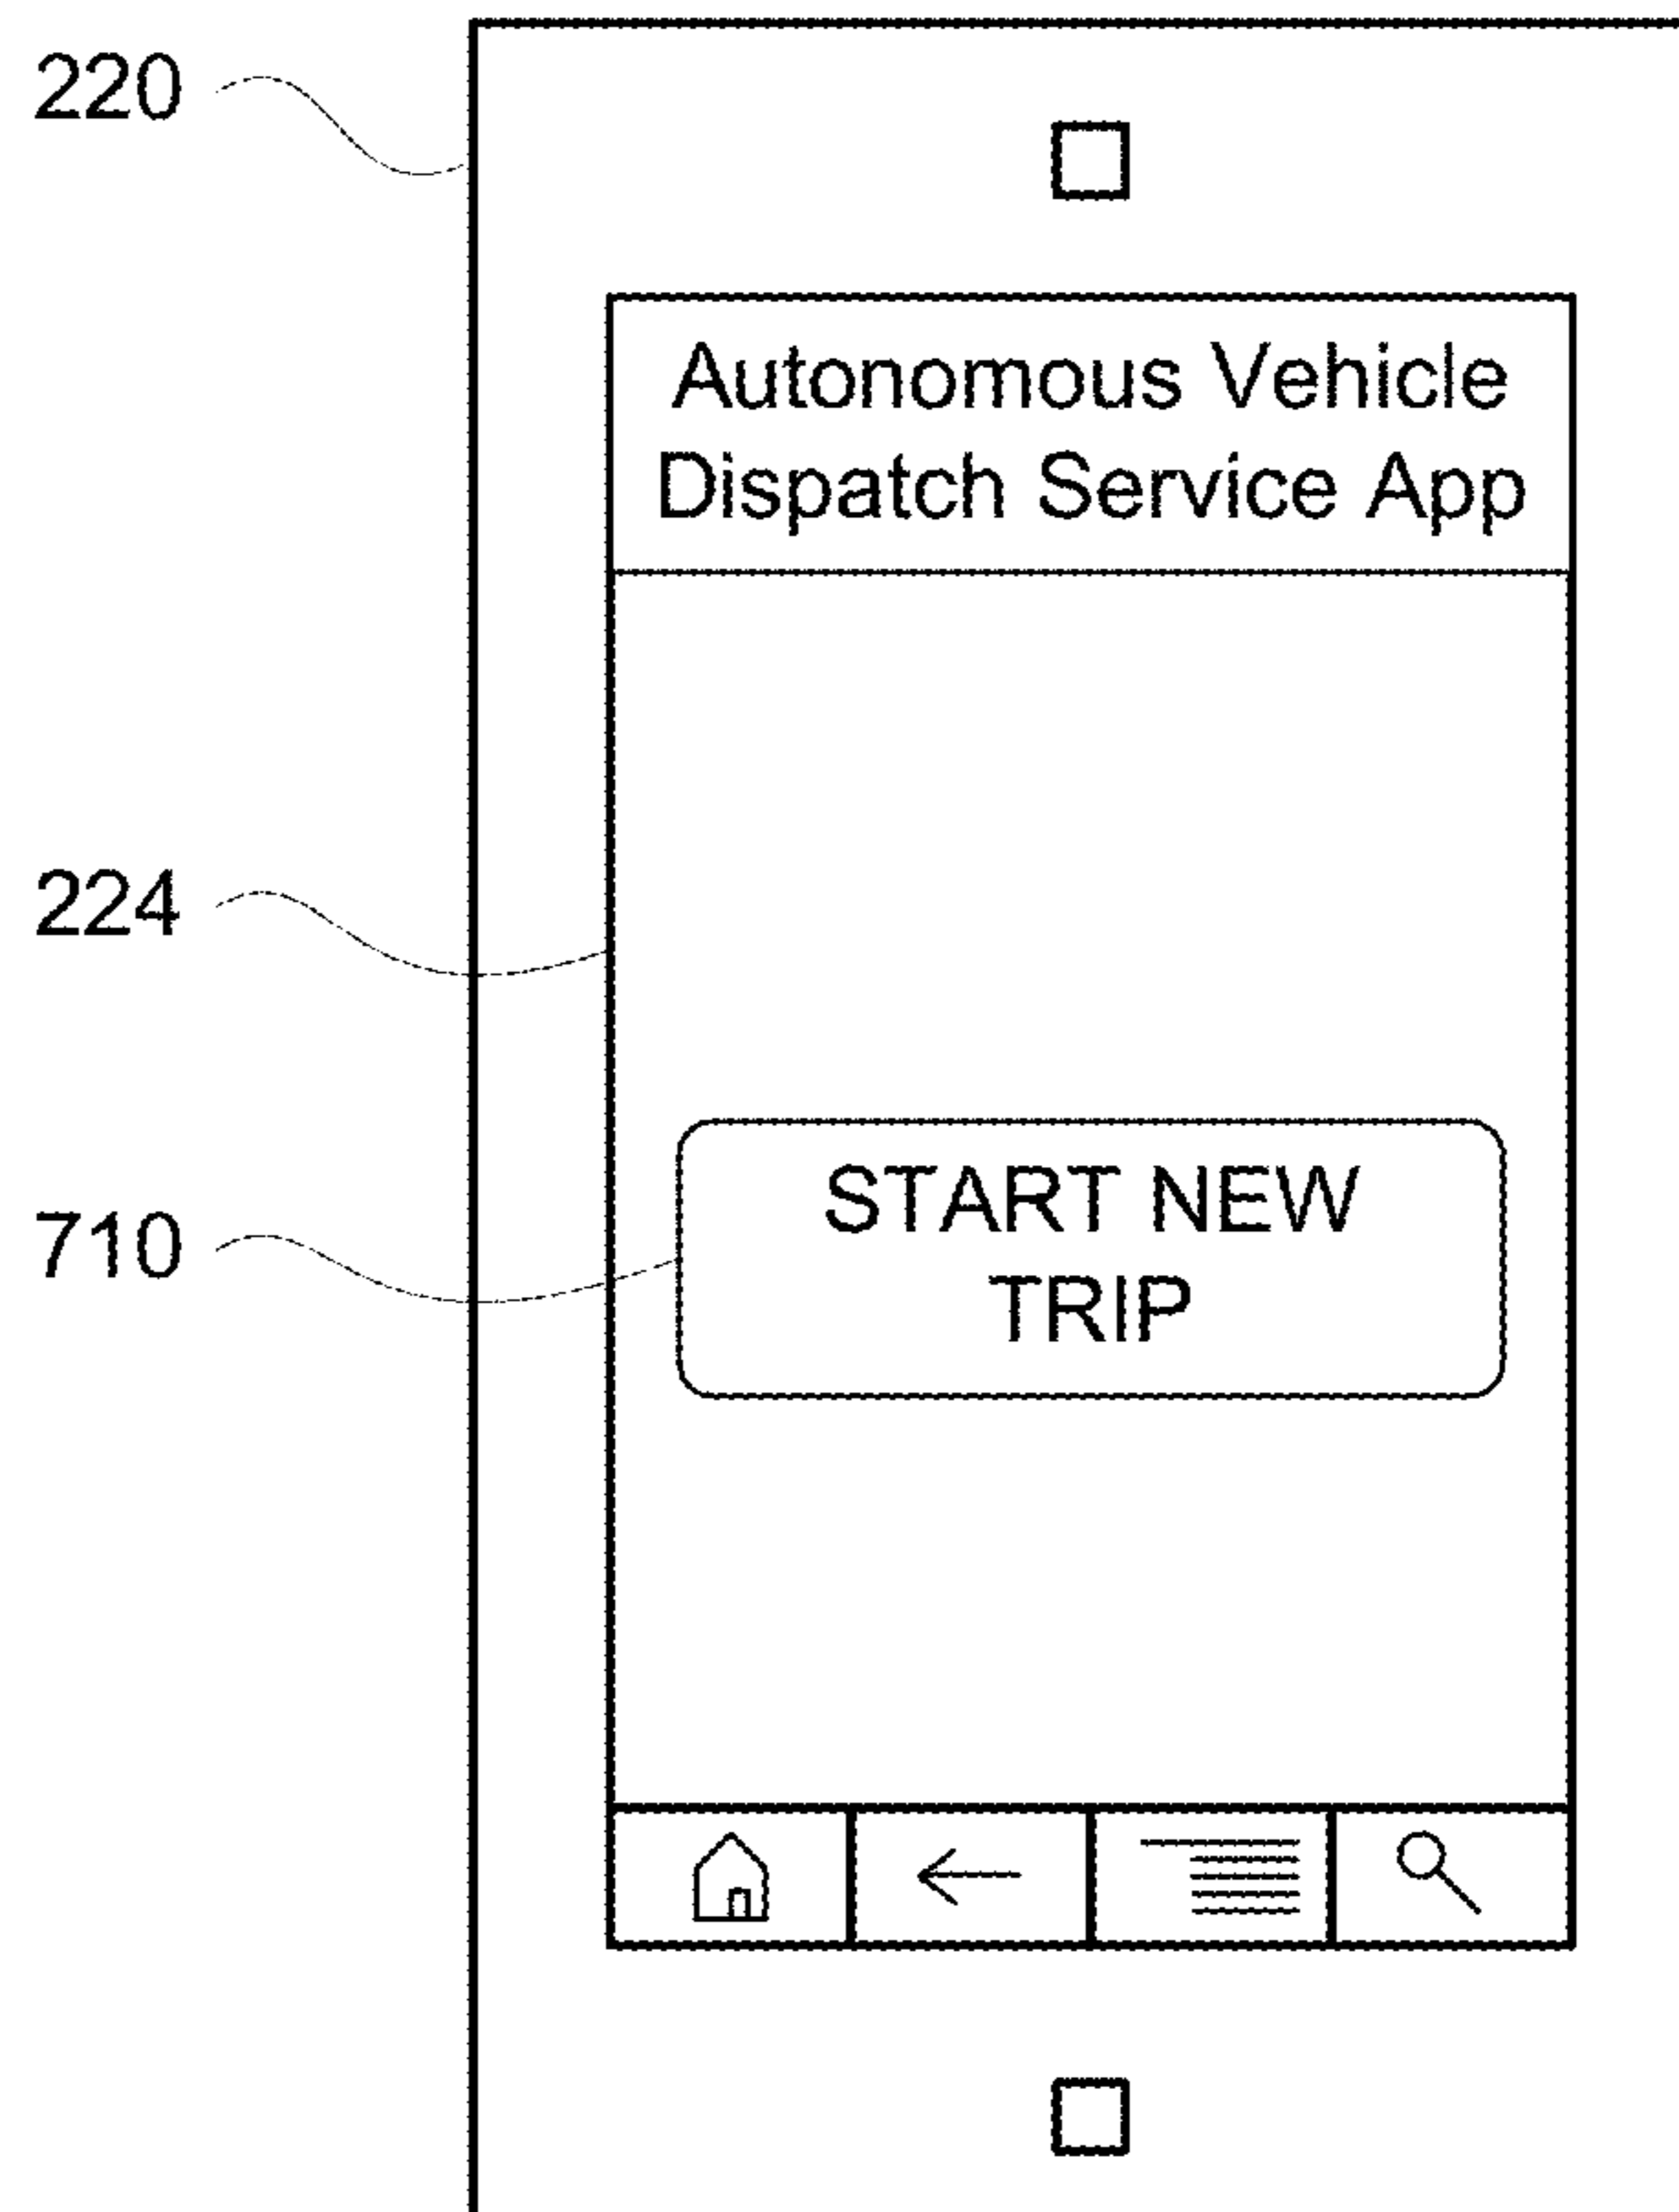 220
Autonomous Vehicle
Dispatch Service App
224
710
START NEW
TRIP